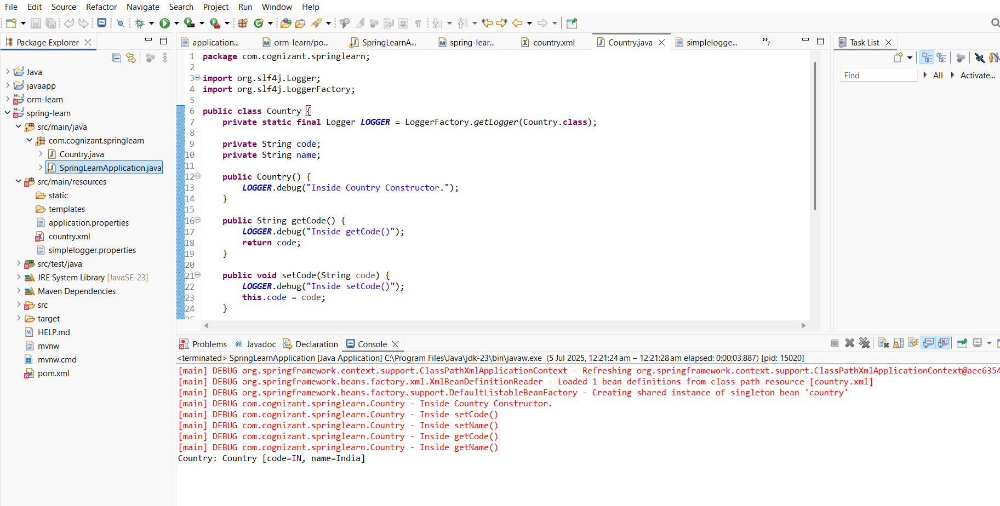 File Edit Source Refactor Navigate Search Project Run Window Help
Package Explorer
Java
javaapp
orm-learn
spring-learn
src/main/java
com.cognizant.springlearn
Country.java
SpringLearnApplication.java
src/main/resources
static
templates
application.properties
country.xml
simplelogger.properties
src/test/java
JRE System Library [JavaSE-23]
Maven Dependencies
src
target
HELP.md
mvnw
mvnw.cmd
pom.xml
application... orm-learn/po... SpringLearnA... spring-lear... country.xml Country.java simplelogge... »7
1 package com.cognizant.springlearn;
2
3 import org.slf4j.Logger;
4 import org.slf4j.LoggerFactory;
5
6 public class Country {
7 private static final Logger LOGGER = LoggerFactory.getLogger(Country.class);
8
9 private String code;
10 private String name;
11
12 public Country() {
13 LOGGER.debug("Inside Country Constructor.");
14 }
15
16 public String getCode() {
17 LOGGER.debug("Inside getCode()");
18 return code;
19 }
20
21 public void setCode(String code) {
22 LOGGER.debug("Inside setCode()");
23 this.code = code;
24 }
25
Task List
Find All Activate...
Problems @ Javadoc Declaration Console
<terminated> SpringLearnApplication [Java Application] C:\Program Files\Java\jdk-23\bin\javaw.exe (5 Jul 2025, 12:21:24 am – 12:21:28 am elapsed: 0:00:03.887) [pid: 15020]
[main] DEBUG org.springframework.context.support.ClassPathXmlApplicationContext - Refreshing org.springframework.context.support.ClassPathXmlApplicationContext@aec6354
[main] DEBUG org.springframework.beans.factory.xml.XmlBeanDefinitionReader - Loaded 1 bean definitions from class path resource [country.xml]
[main] DEBUG org.springframework.beans.factory.support.DefaultListableBeanFactory - Creating shared instance of singleton bean 'country'
[main] DEBUG com.cognizant.springlearn.Country - Inside Country Constructor.
[main] DEBUG com.cognizant.springlearn.Country - Inside setCode()
[main] DEBUG com.cognizant.springlearn.Country - Inside setName()
[main] DEBUG com.cognizant.springlearn.Country - Inside getCode()
[main] DEBUG com.cognizant.springlearn.Country - Inside getName()
Country: Country [code=IN, name=India]